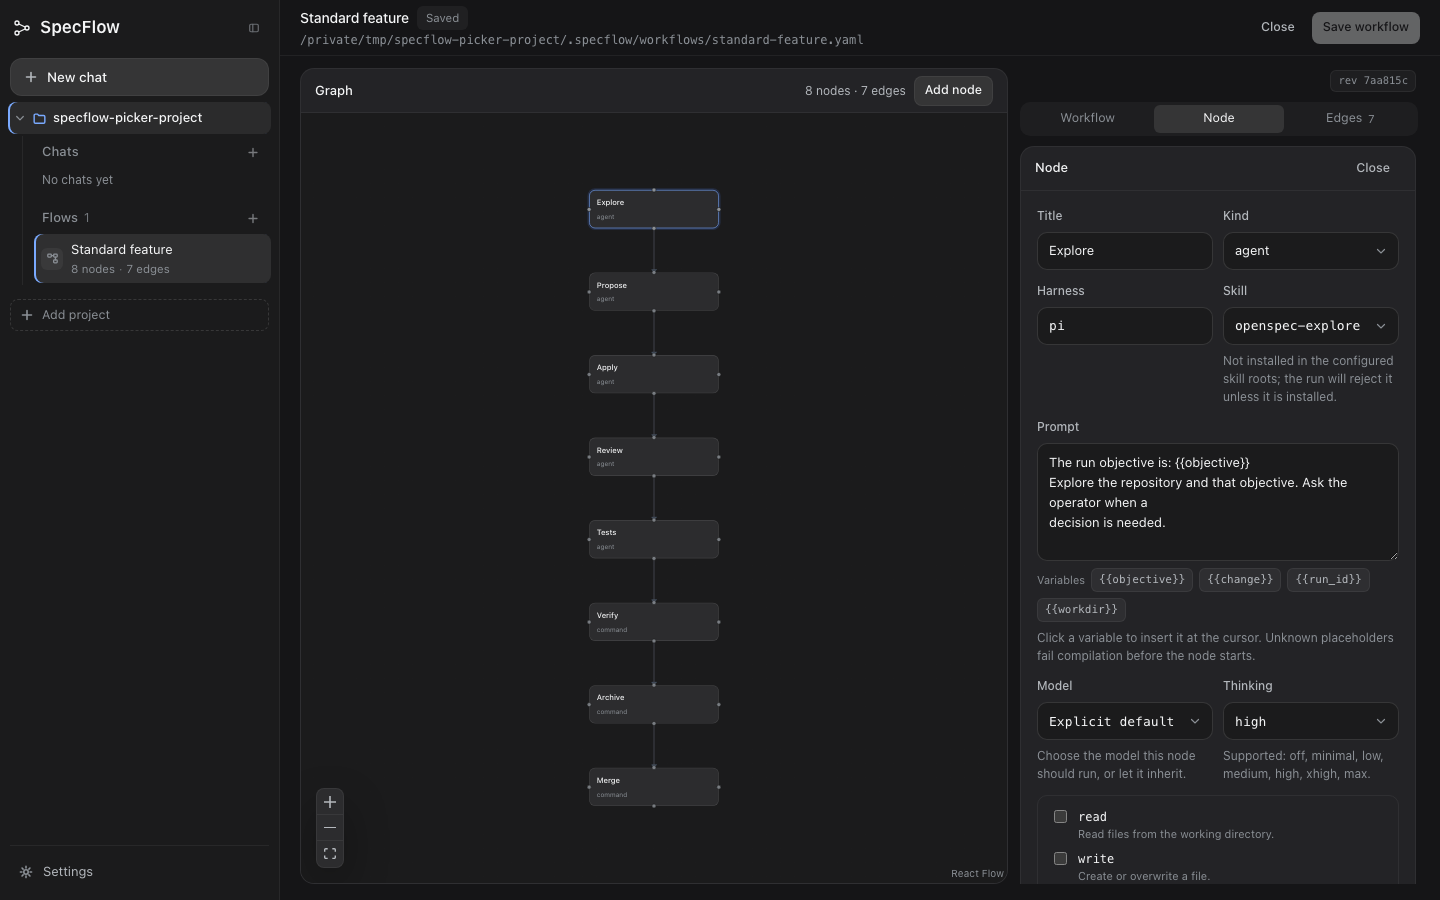 SpecFlow
New chat
specflow-picker-project
Chats
No chats yet
Flows 1
Standard feature
8 nodes · 7 edges
Add project
Settings
Standard feature Saved
/private/tmp/specflow-picker-project/.specflow/workflows/standard-feature.yaml
Close Save workflow
Graph 8 nodes · 7 edges Add node
Explore
agent
Propose
agent
Apply
agent
Review
agent
Tests
agent
Verify
command
Archive
command
Merge
command
React Flow
rev 7aa815c
Workflow Node Edges 7
Node Close
Title Kind
Explore agent
Harness Skill
pi openspec-explore
Not installed in the configured
skill roots; the run will reject it
unless it is installed.
Prompt
The run objective is: {{objective}}
Explore the repository and that objective. Ask the
operator when a
decision is needed.
Variables {{objective}} {{change}} {{run_id}}
{{workdir}}
Click a variable to insert it at the cursor. Unknown placeholders
fail compilation before the node starts.
Model Thinking
Explicit default high
Choose the model this node
should run, or let it inherit.
Supported: off, minimal, low,
medium, high, xhigh, max.
read
Read files from the working directory.
write
Create or overwrite a file.